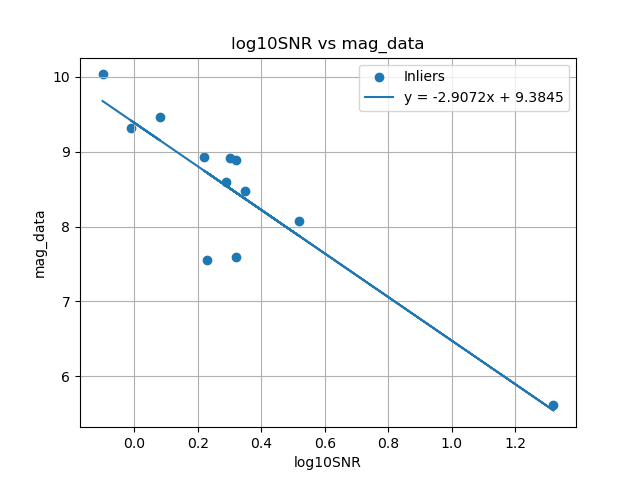 log10SNR vs mag_data
Inliers
y = -2.9072x + 9.3845
10
9
8
7
6
mag_data
0.0 0.2 0.4 0.6 0.8 1.0 1.2
log10SNR